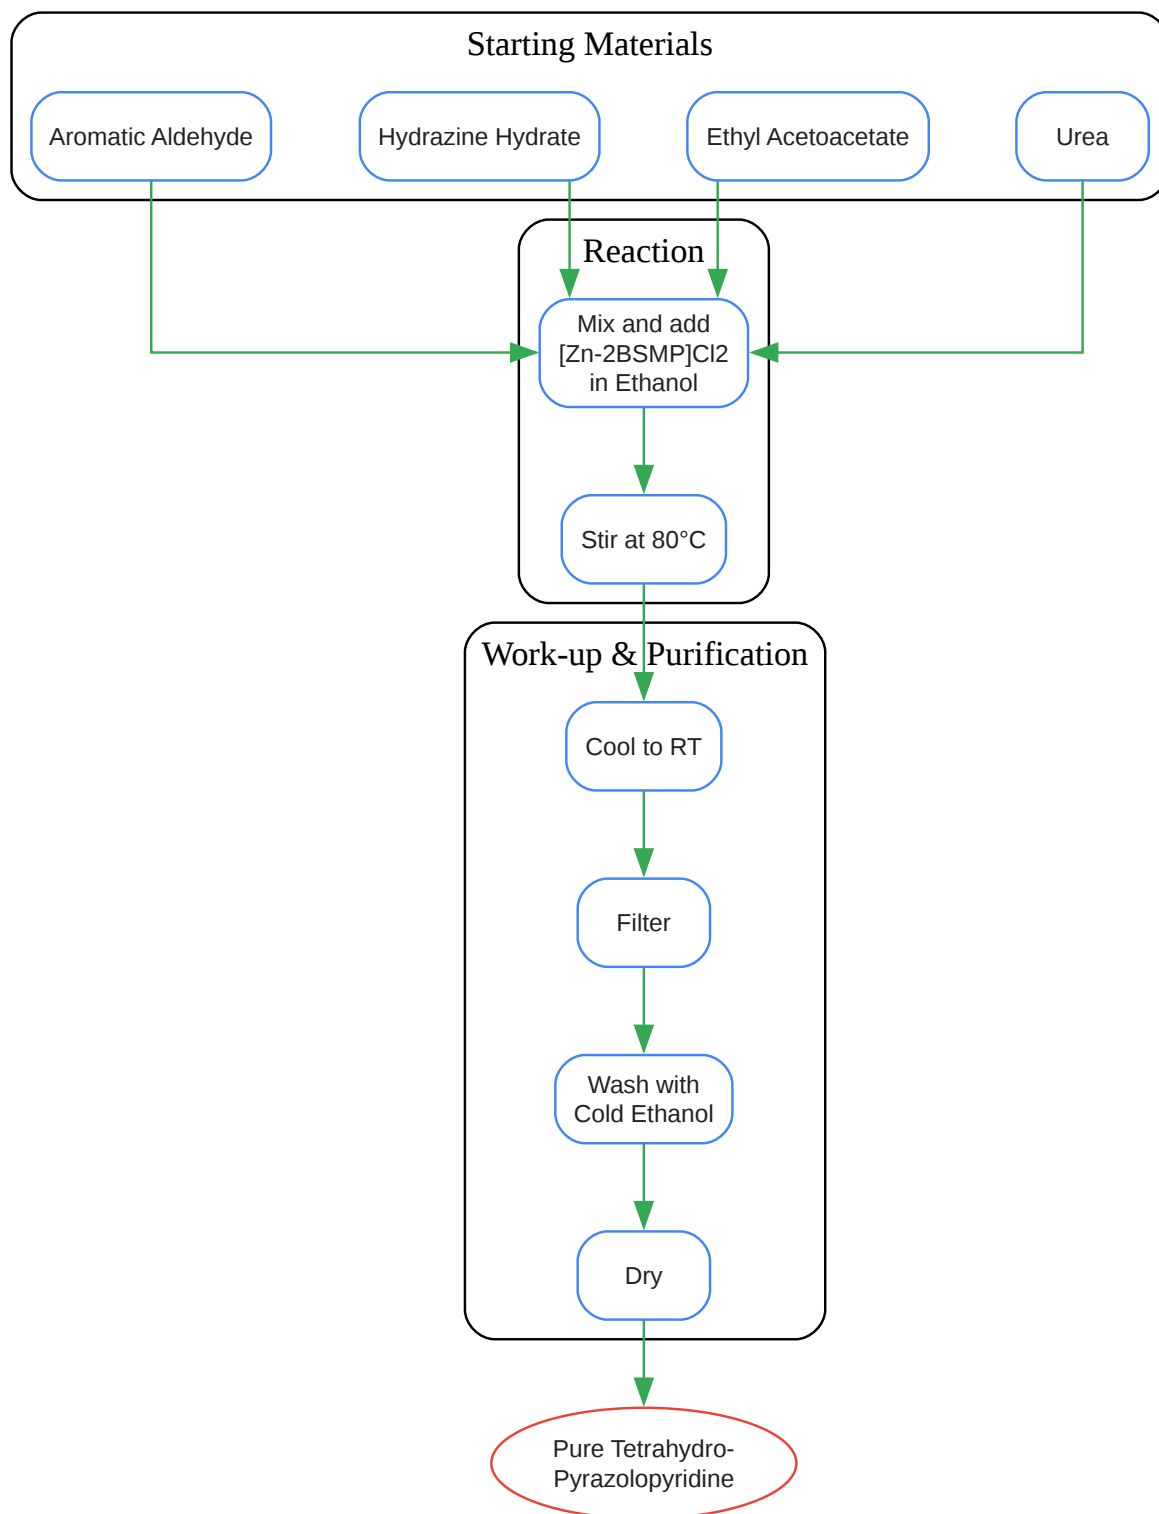 Starting Materials
Aromatic Aldehyde
Hydrazine Hydrate
Ethyl Acetoacetate
Urea
Reaction
Mix and add
[Zn-2BSMP]Cl2
in Ethanol
Stir at 80°C
Work-up & Purification
Cool to RT
Filter
Wash with
Cold Ethanol
Dry
Pure Tetrahydro-
Pyrazolopyridine